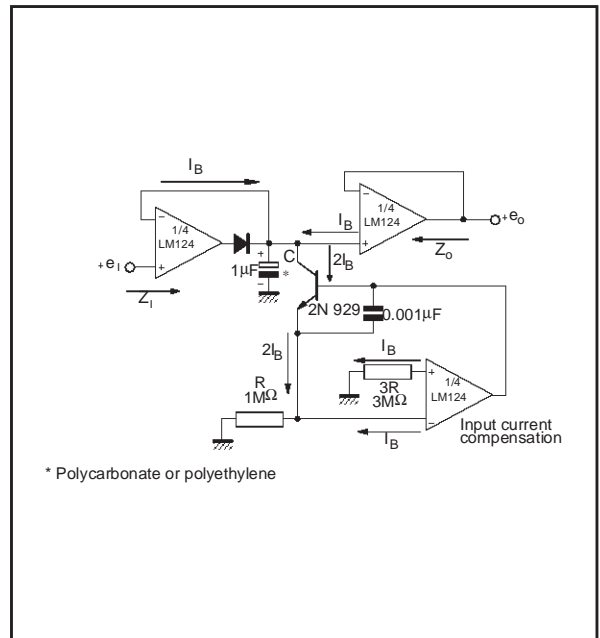 I_B
1/4
LM124
+e_I
Z_I
−
+
+
1µF
*
−
C
I_B
2I_B
−
1/4
LM124
+
+e_o
Z_o
2N 929
0.001µF
2I_B
R
1MΩ
I_B
3R
3MΩ
+
1/4
LM124
−
I_B
Input current
compensation
* Polycarbonate or polyethylene